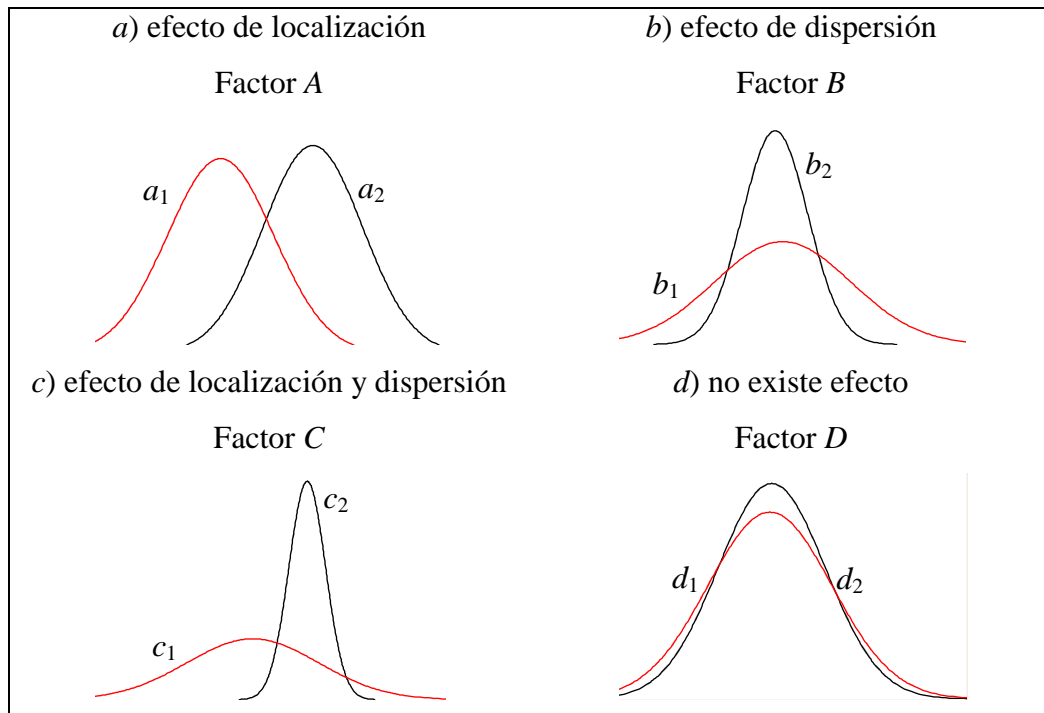 a) efecto de localización
Factor A
a₁
a₂
b) efecto de dispersión
Factor B
b₂
b₁
c) efecto de localización y dispersión
Factor C
c₂
c₁
d) no existe efecto
Factor D
d₁
d₂